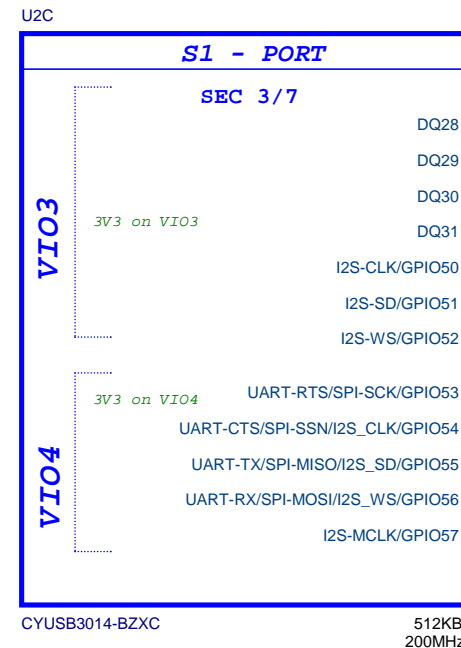 U2C
S1 - PORT
SEC 3/7
DQ28
DQ29
DQ30
DQ31
VIO3
3V3 on VIO3
I2S-CLK/GPIO50
I2S-SD/GPIO51
I2S-WS/GPIO52
3V3 on VIO4
UART-RTS/SPI-SCK/GPIO53
UART-CTS/SPI-SSN/I2S_CLK/GPIO54
UART-TX/SPI-MISO/I2S_SD/GPIO55
VIO4
UART-RX/SPI-MOSI/I2S_WS/GPIO56
I2S-MCLK/GPIO57
CYUSB3014-BZXC
512KB
200MHz